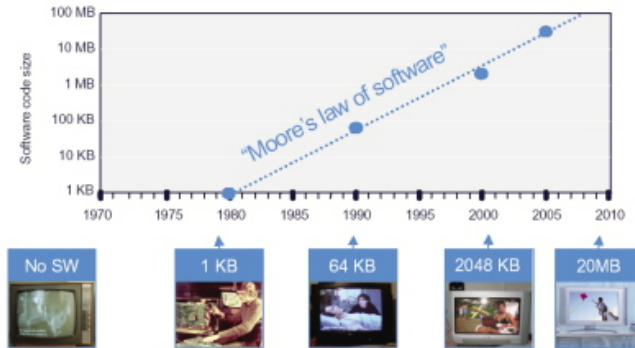 100 MB
10 MB
1 MB
100 KB
10 KB
1 KB
Software code size
"Moore's law of software"
1970 1975 1980 1985 1990 1995 2000 2005 2010
No SW 1 KB 64 KB 2048 KB 20MB